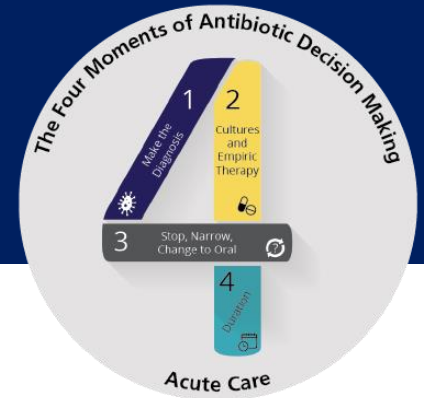 The Four Moments of Antibiotic Decision Making
1
Make the
Diagnosis
2
Cultures
and
Empiric
Therapy
3
Stop, Narrow,
Change to Oral
?
4
Duration
Acute Care